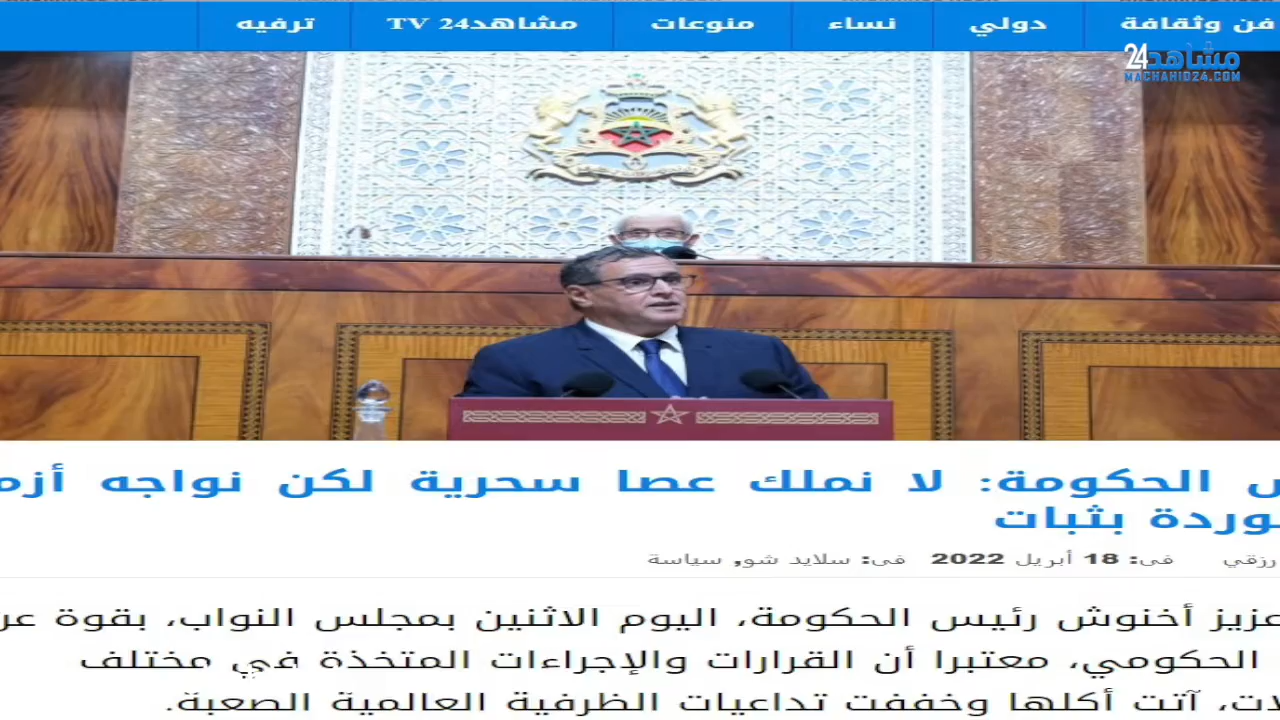 فن وثقافة دولي نساء منوعات مشاهد24 TV ترفيه
مشاهد24
MACHAHID24.COM
الحكومة: لا نملك عصا سحرية لكن نواجه
بثبات
رزقي في: 18 أبريل 2022 في: سلايد شو, سياسة
أخنوش رئيس الحكومة، اليوم الاثنين بمجلس النواب، بقوة
الحكومي، معتبرا أن القرارات والإجراءات المتخذة في مختلف
آتت أكلها وخففت تداعيات الظرفية العالمية الصعبة.